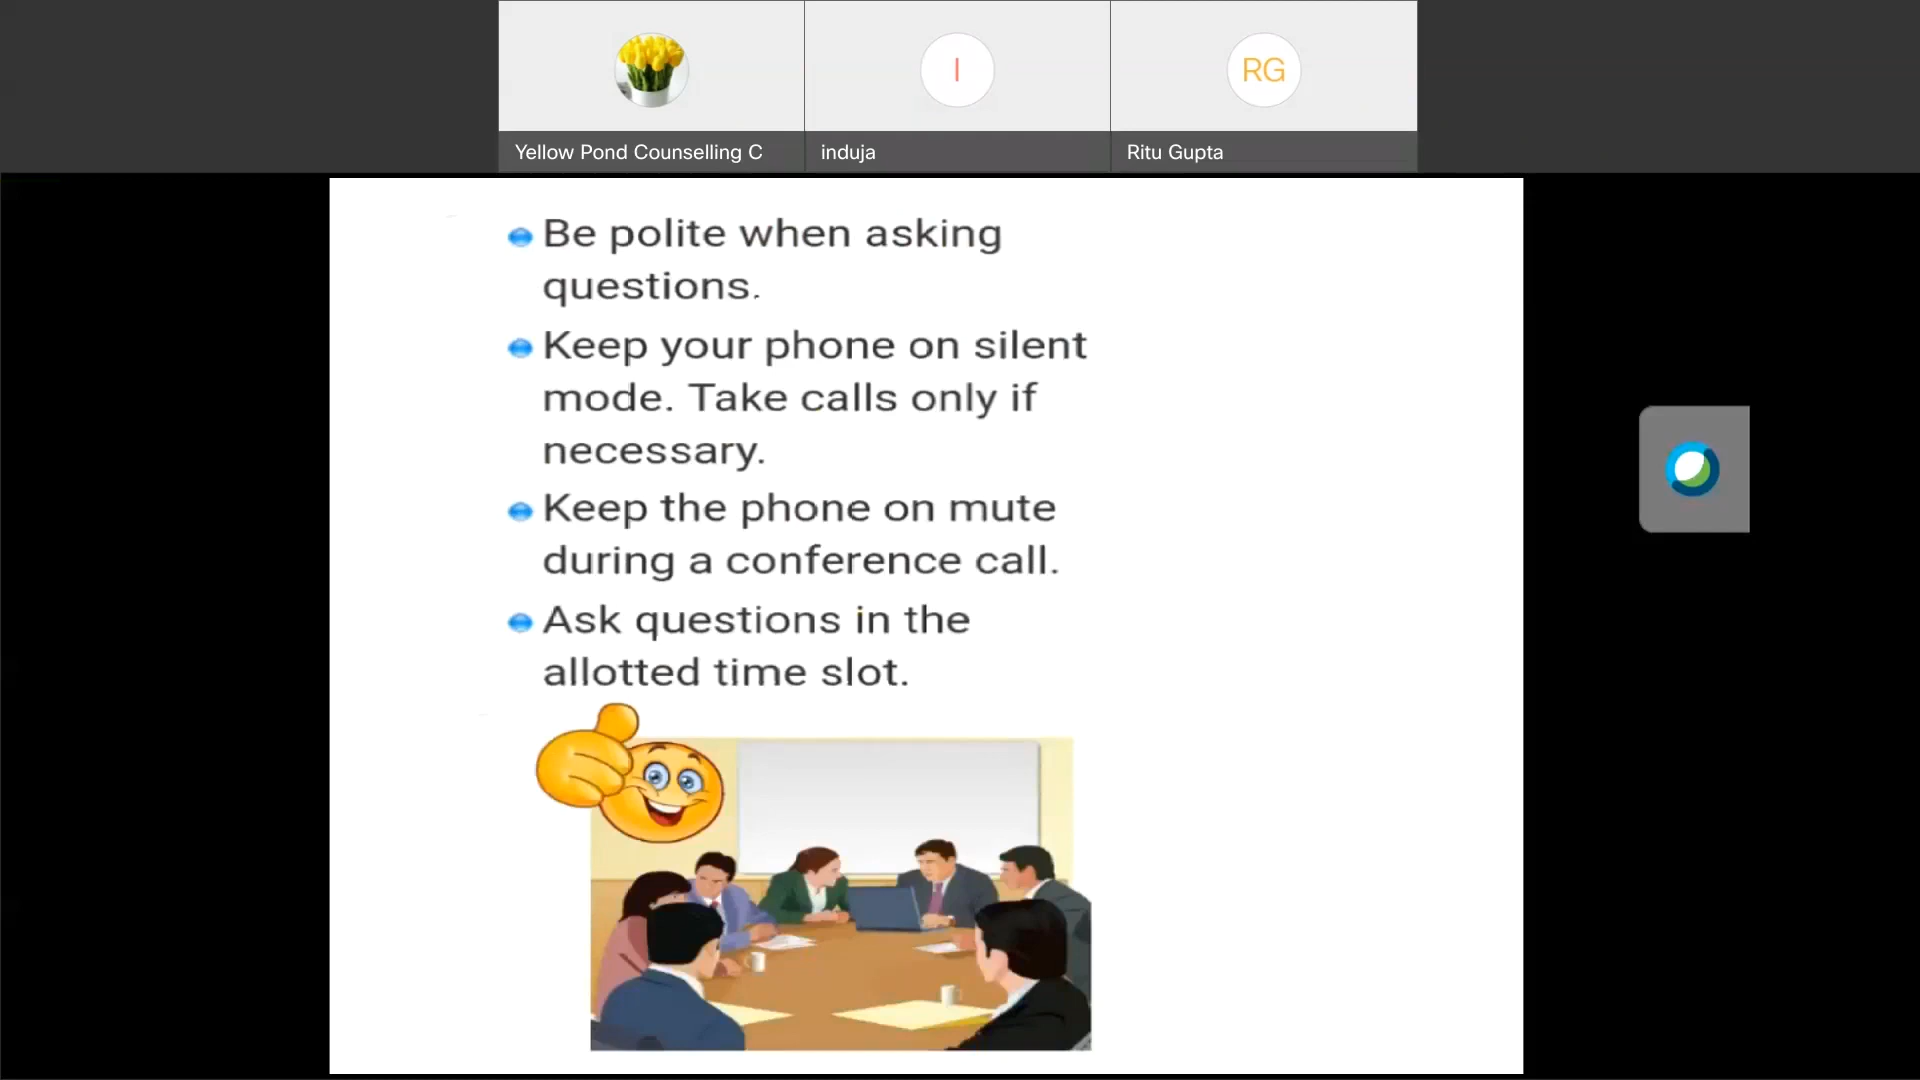 I
RG
Yellow Pond Counselling C
induja
Ritu Gupta
Be polite when asking
questions.
Keep your phone on silent
mode. Take calls only if
necessary.
Keep the phone on mute
during a conference call.
Ask questions in the
allotted time slot.